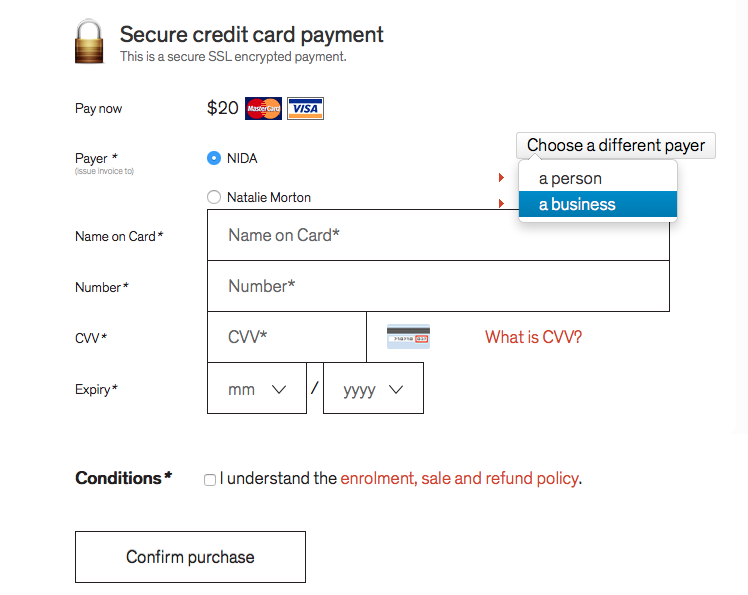 Secure credit card payment
This is a secure SSL encrypted payment.
Pay now $20 MasterCard VISA
Choose a different payer
Payer * NIDA
(issue invoice to)
a person
Natalie Morton
a business
Name on Card* Name on Card*
Number* Number*
CVV* CVV* What is CVV?
Expiry* mm / yyyy
Conditions* I understand the enrolment, sale and refund policy.
Confirm purchase